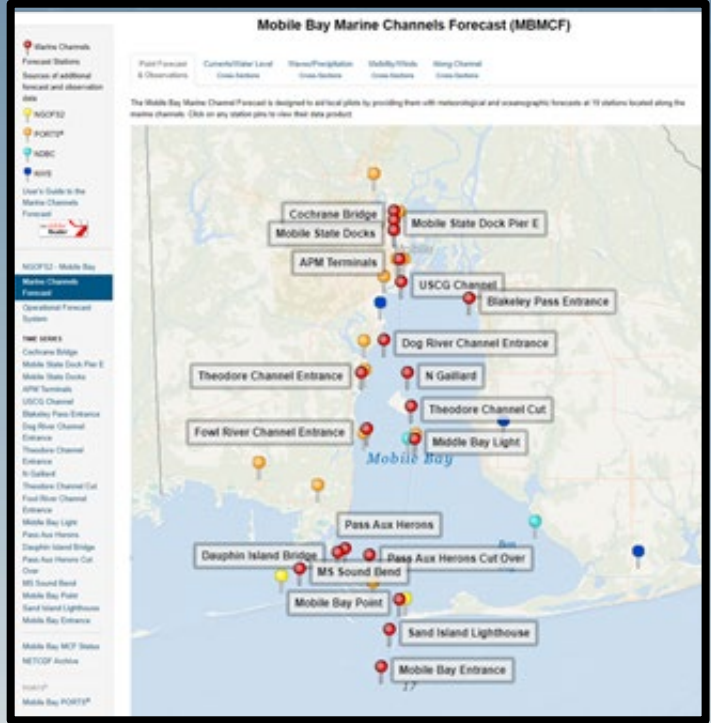 Mobile Bay Marine Channels Forecast (MBMCF)
Marine Channels
Forecast Stations
Sources of additional
forecast and observation
data
NGOFS2
PORTS®
NDBC
NWS
User's Guide to the
Marine Channels
Forecast
Reader
NGOFS2 - Mobile Bay
Marine Channels
Forecast
Operational Forecast
System
TIME SERIES
Cochrane Bridge
Mobile State Dock Pier E
Mobile State Docks
APM Terminals
USCG Channel
Blakeley Pass Entrance
Dog River Channel
Entrance
Theodore Channel
Entrance
N Gaillard
Theodore Channel Cut
Fowl River Channel
Entrance
Middle Bay Light
Pass Aux Herons
Dauphin Island Bridge
Pass Aux Herons Cut
Over
MS Sound Bend
Mobile Bay Point
Sand Island Lighthouse
Mobile Bay Entrance
Mobile Bay MCF Status
NETCDF Archive
PORTS®
Mobile Bay PORTS®
Point Forecast
& Observations
Currents/Water Level
Cross-Sections
Waves/Precipitation
Cross-Sections
Visibility/Winds
Cross-Sections
Along Channel
Cross-Sections
The Mobile Bay Marine Channel Forecast is designed to aid local pilots by providing them with meteorological and oceanographic forecasts at 19 stations located along the
marine channels. Click on any station pins to view their data product.
Cochrane Bridge
Mobile State Dock Pier E
Mobile State Docks
Mobile
APM Terminals
USCG Channel
Blakeley Pass Entrance
Dog River Channel Entrance
Theodore Channel Entrance
N Gaillard
Theodore Channel Cut
Fowl River Channel Entrance
Middle Bay Light
Mobile Bay
Pass Aux Herons
Dauphin Island Bridge
Pass Aux Herons Cut Over
Bon
MS Sound Bend
Mobile Bay Point
Sand Island Lighthouse
Mobile Bay Entrance
17